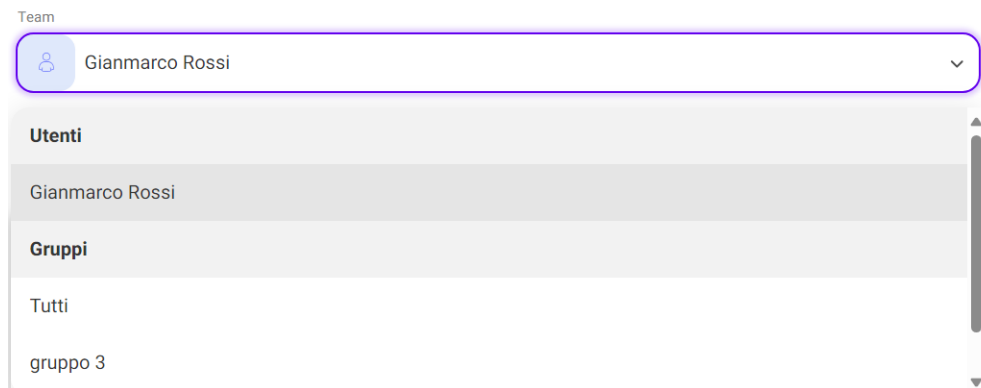 Team
Gianmarco Rossi
Utenti
Gianmarco Rossi
Gruppi
Tutti
gruppo 3